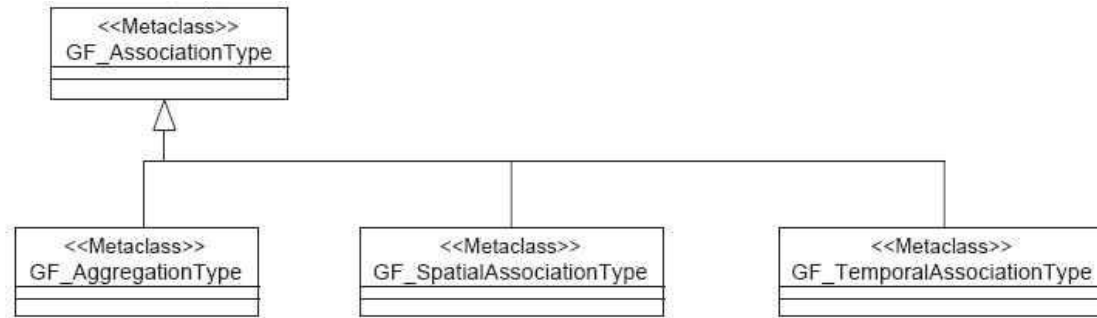 <<Metaclass>>
GF_AssociationType
<<Metaclass>>
GF_AggregationType
<<Metaclass>>
GF_SpatialAssociationType
<<Metaclass>>
GF_TemporalAssociationType